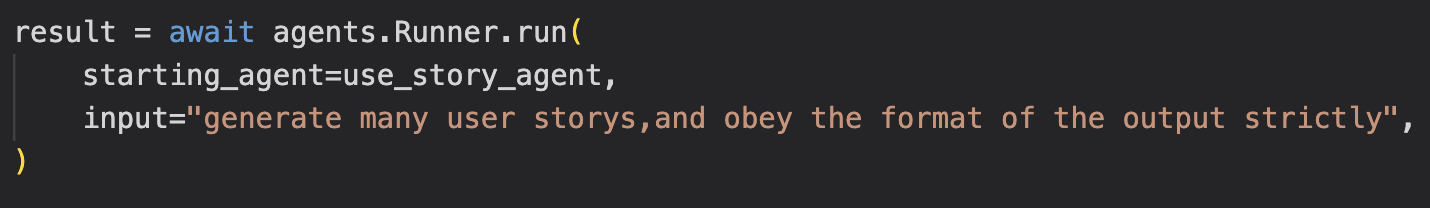 result = await agents.Runner.run(
    starting_agent=use_story_agent,
    input="generate many user storys,and obey the format of the output strictly",
)